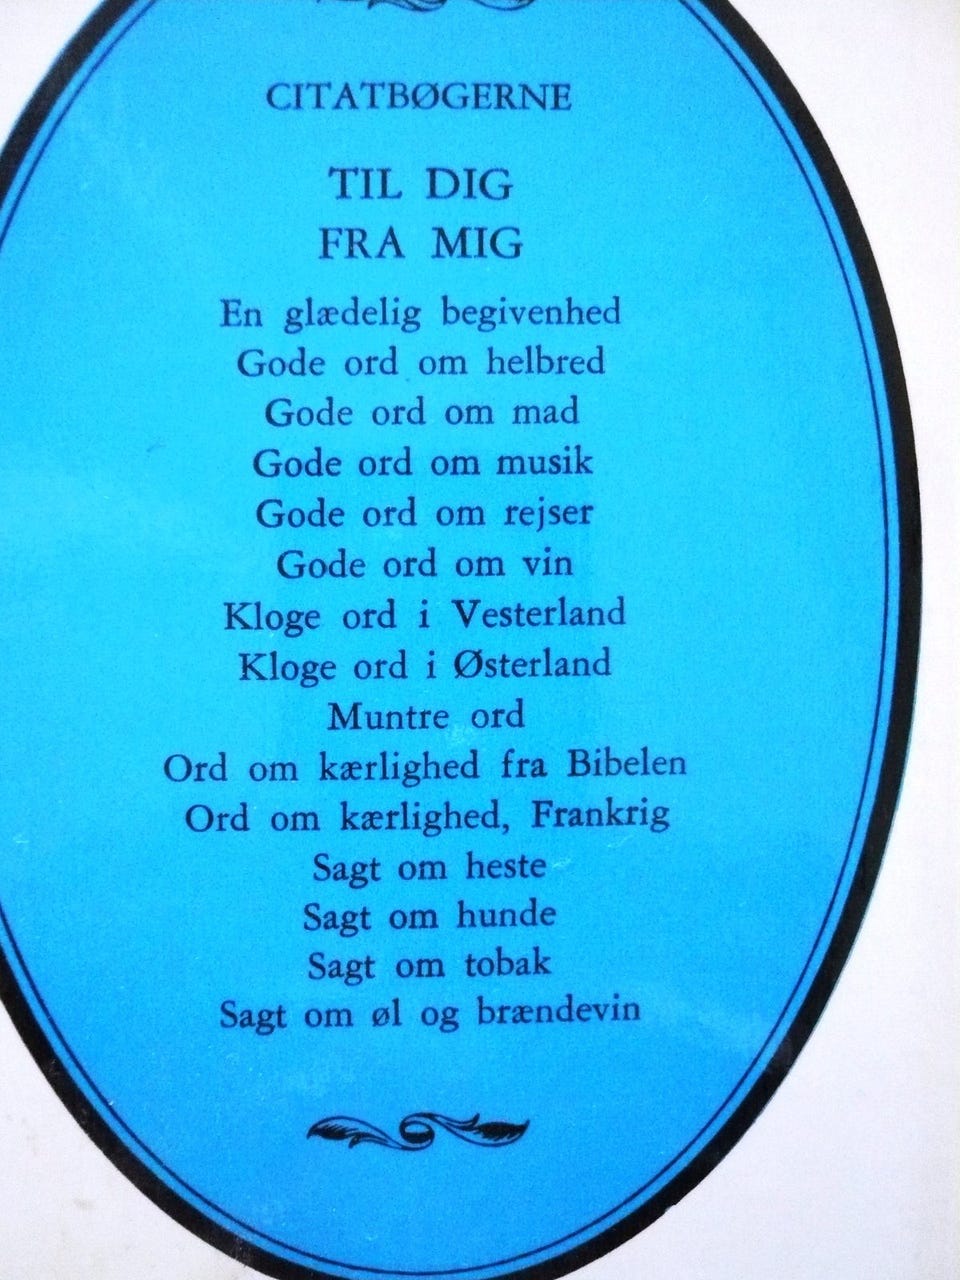 CITATBØGERNE
TIL DIG
FRA MIG
En glædelig begivenhed
Gode ord om helbred
Gode ord om mad
Gode ord om musik
Gode ord om rejser
Gode ord om vin
Kloge ord i Vesterland
Kloge ord i Østerland
Muntre ord
Ord om kærlighed fra Bibelen
Ord om kærlighed, Frankrig
Sagt om heste
Sagt om hunde
Sagt om tobak
Sagt om øl og brændevin